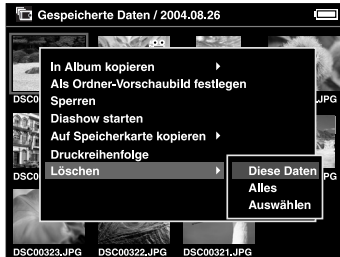 Gespeicherte Daten / 2004.08.26
In Album kopieren
Als Ordner-Vorschaubild festlegen
Sperren
Diashow starten
Auf Speicherkarte kopieren
Druckreihenfolge
Löschen
Diese Daten
Alles
Auswählen
DSC0
.JPG
DSC0
PG
DSC00323.JPG DSC00322.JPG DSC00321.JPG